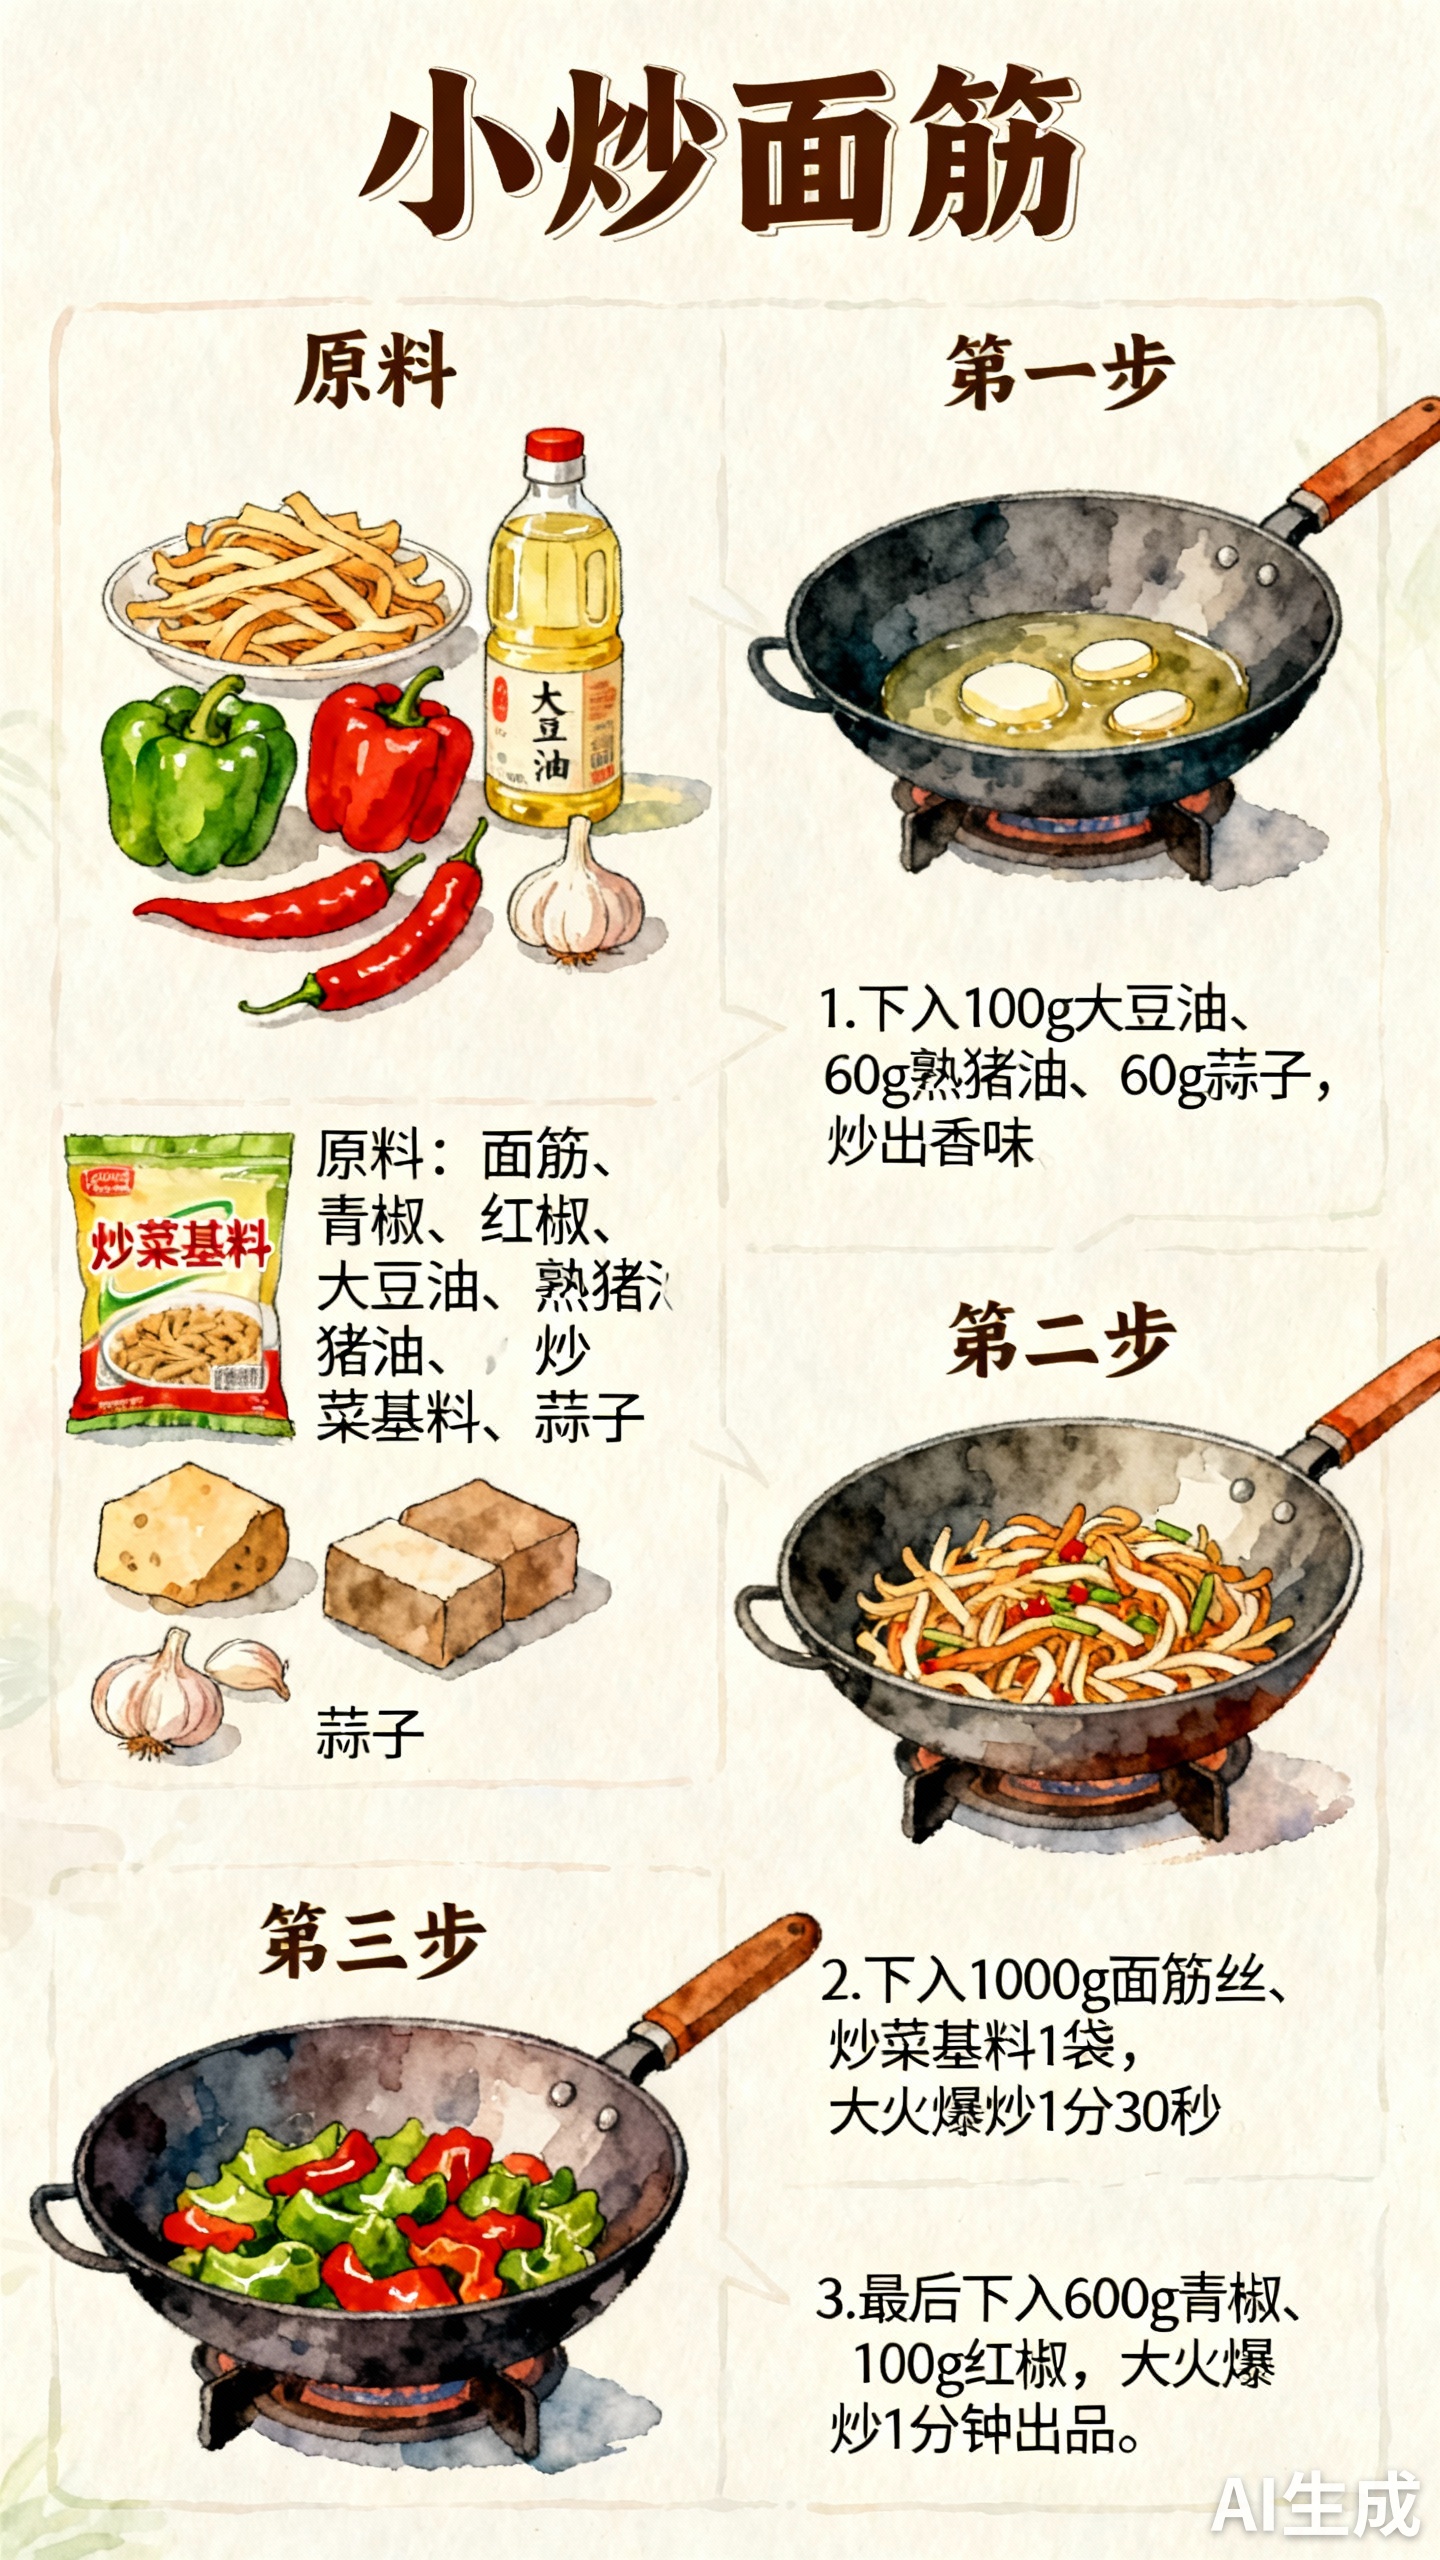 小炒面筋
原料
大豆油
炒菜基料
原料：面筋、
青椒、红椒、
大豆油、熟猪
猪油、 炒
菜基料、蒜子
蒜子
第一步
1.下入100g大豆油、
60g熟猪油、60g蒜子，
炒出香味
第二步
2.下入1000g面筋丝、
炒菜基料1袋，
大火爆炒1分30秒
第三步
3.最后下入600g青椒、
100g红椒，大火爆
炒1分钟出品。
AI生成